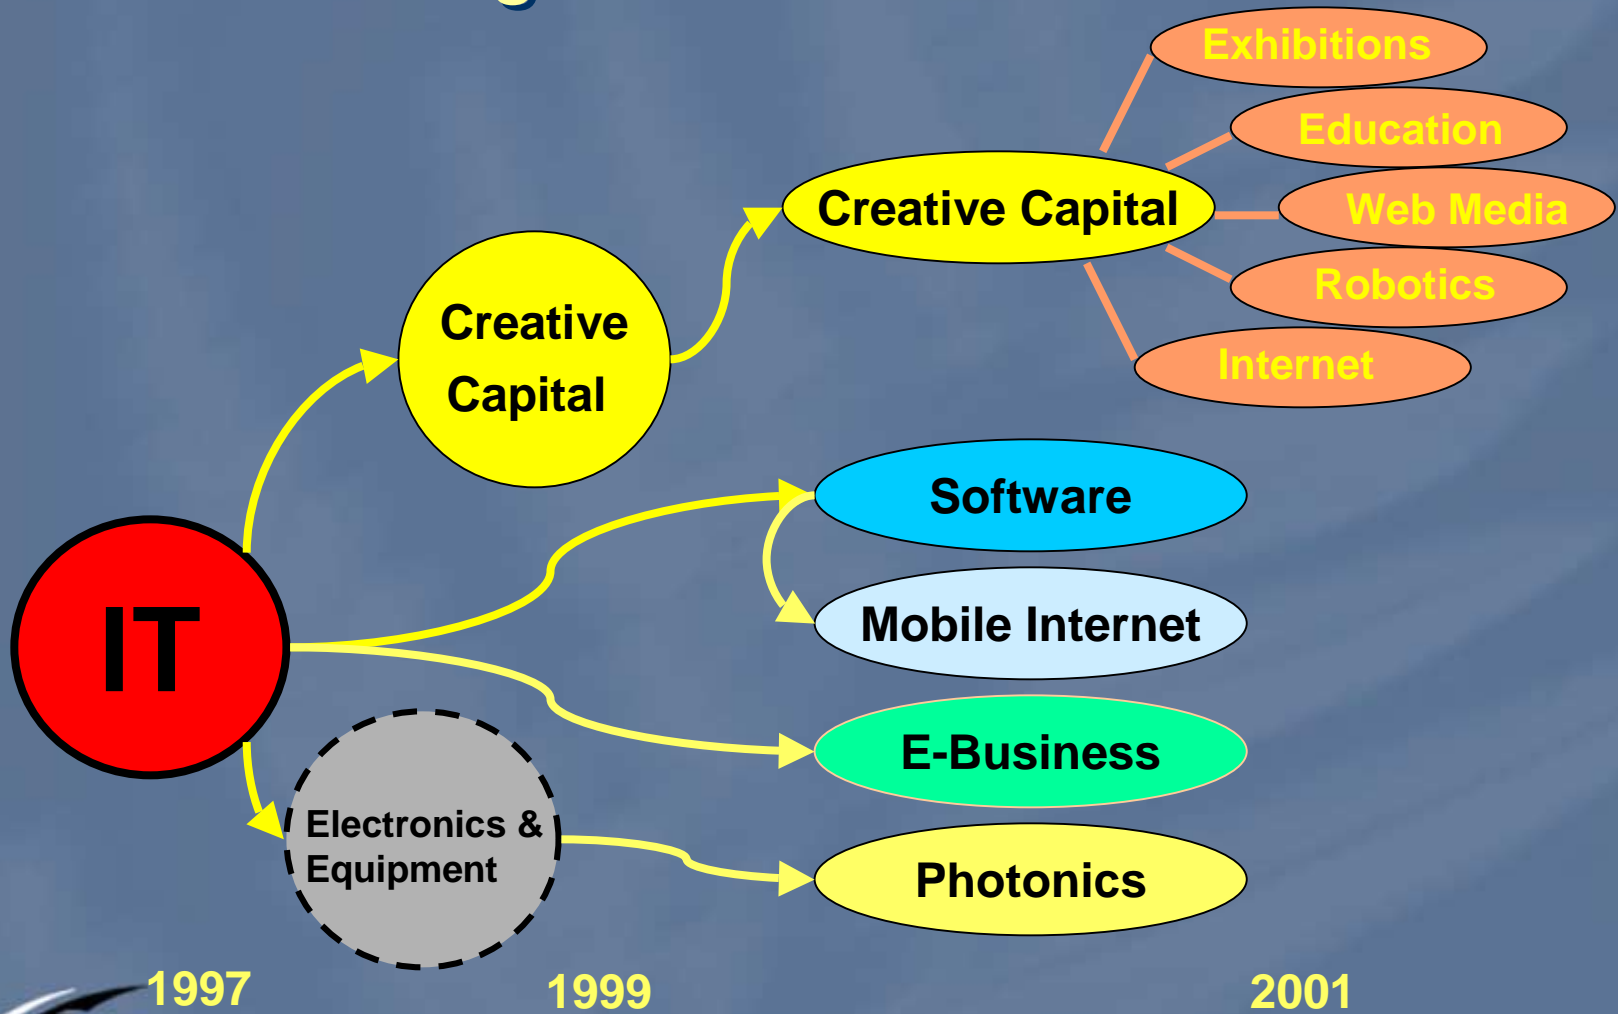 Exhibitions
Education
Creative Capital
Web Media
Robotics
Internet
Creative
Capital
Software
IT
Mobile Internet
E-Business
Electronics &
Equipment
Photonics
1997
1999
2001